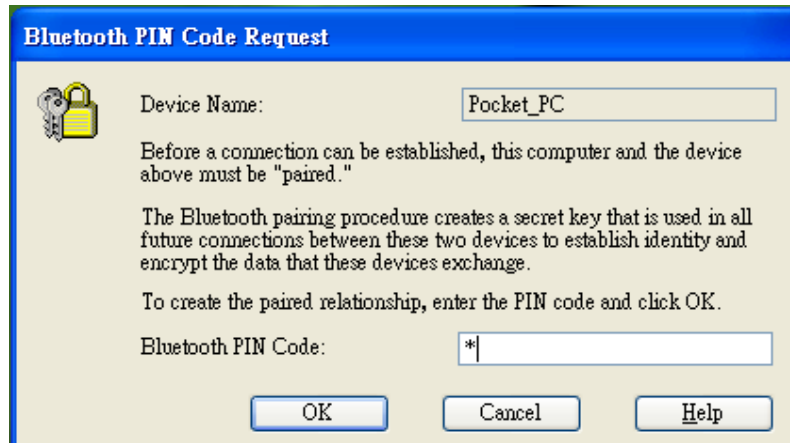 Bluetooth PIN Code Request
Device Name: Pocket_PC
Before a connection can be established, this computer and the device
above must be "paired."
The Bluetooth pairing procedure creates a secret key that is used in all
future connections between these two devices to establish identity and
encrypt the data that these devices exchange.
To create the paired relationship, enter the PIN code and click OK.
Bluetooth PIN Code: *
OK Cancel Help